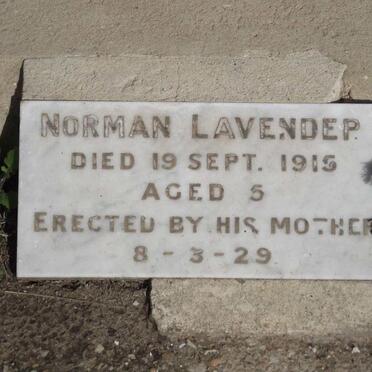 NORMAN LAVENDER
DIED 19 SEPT. 1915
AGED 5
ERECTED BY HIS MOTHER
8-3-29